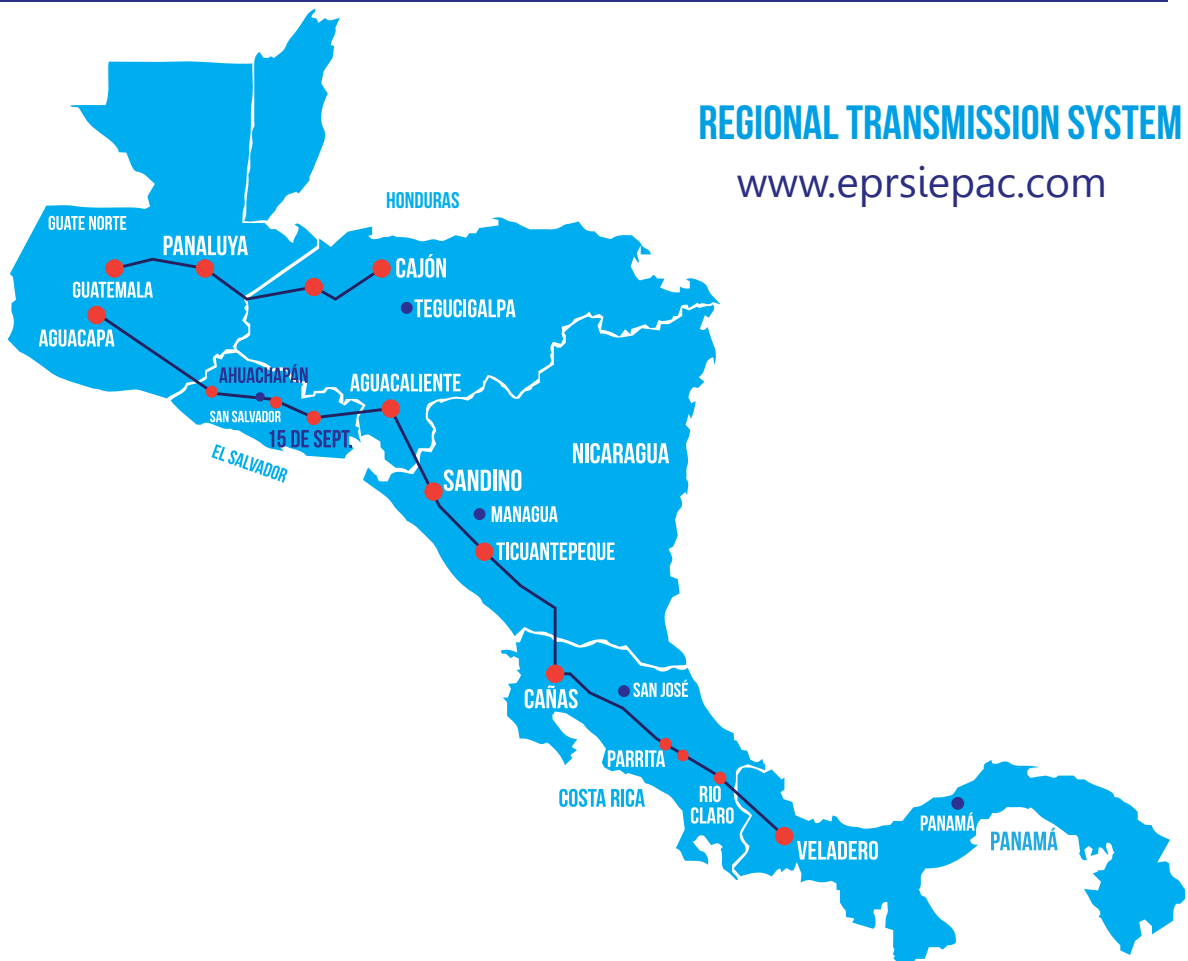 REGIONAL TRANSMISSION SYSTEM
www.eprsiepac.com
HONDURAS
GUATE NORTE
PANALUYA
CAJÓN
GUATEMALA
TEGUCIGALPA
AGUACAPA
AHUACHAPÁN
AGUACALIENTE
SAN SALVADOR
15 DE SEPT.
EL SALVADOR
NICARAGUA
SANDINO
MANAGUA
TICUANTEPEQUE
SAN JOSÉ
CAÑAS
PARRITA
COSTA RICA
RIO
CLARO
PANAMÁ
PANAMÁ
VELADERO